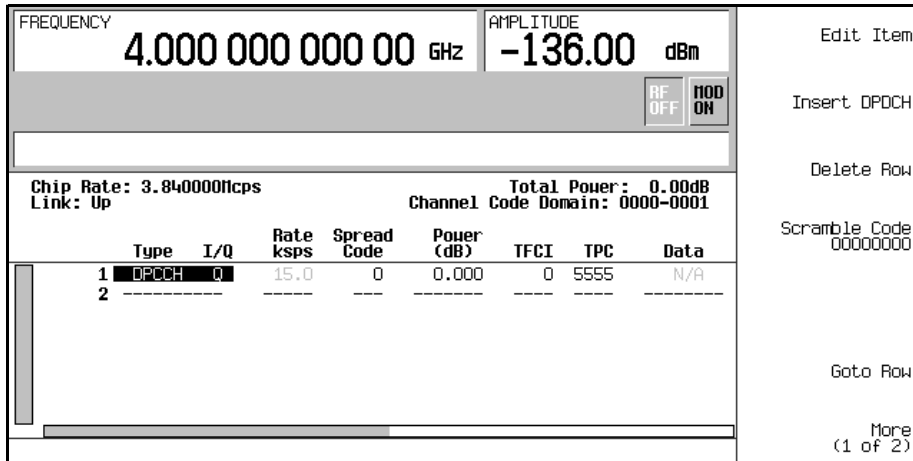 FREQUENCY
4.000 000 000 00 GHz
AMPLITUDE
-136.00 dBm
RF OFF
MOD ON
Edit Item
Insert DPDCH
Delete Row
Scramble Code
00000000
Goto Row
More
(1 of 2)
Chip Rate: 3.840000Mcps
Link: Up
Total Power: 0.00dB
Channel Code Domain: 0000-0001
Type I/Q Rate ksps Spread Code Power (dB) TFCI TPC Data
1 DPCCH Q 15.0 0 0.000 0 5555 N/A
2 ---------- ----- --- ------- ---- ---- --------